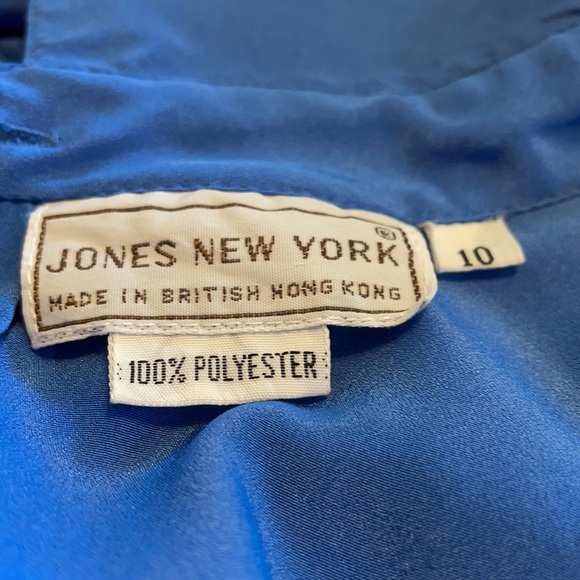 JONES NEW YORK ®
MADE IN BRITISH HONG KONG
10
100% POLYESTER